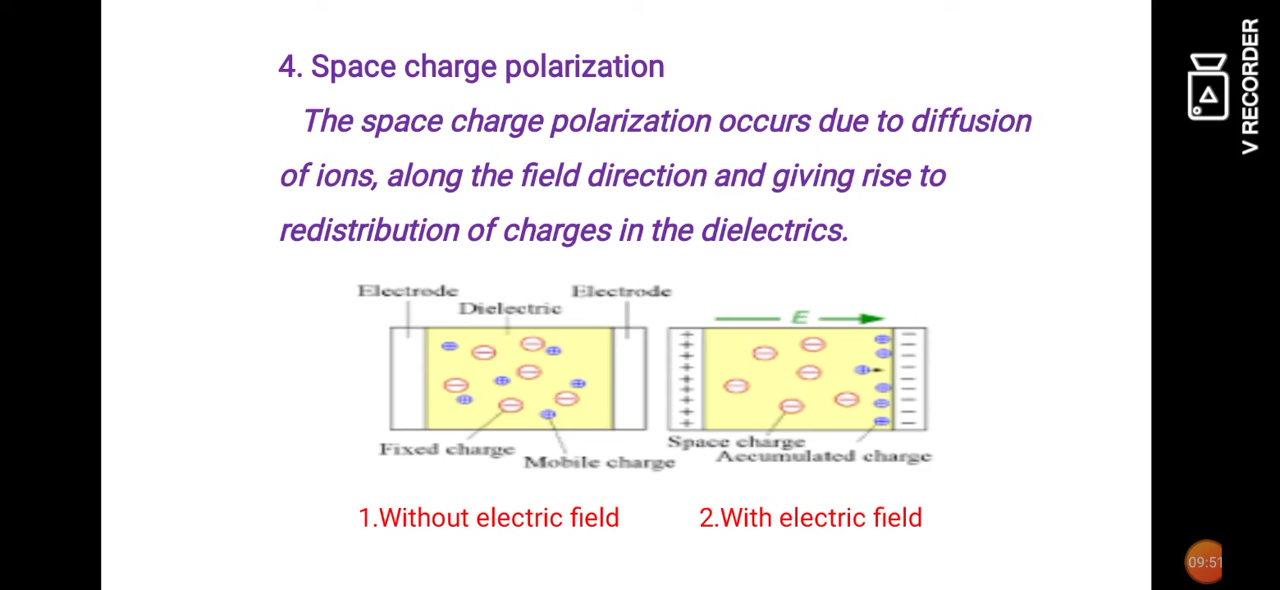 4. Space charge polarization
The space charge polarization occurs due to diffusion
of ions, along the field direction and giving rise to
redistribution of charges in the dielectrics.
Electrode
Electrode
Dielectric
E
Fixed charge
Mobile charge
Space charge
Accumulated charge
1.Without electric field
2.With electric field
V RECORDER
09:51